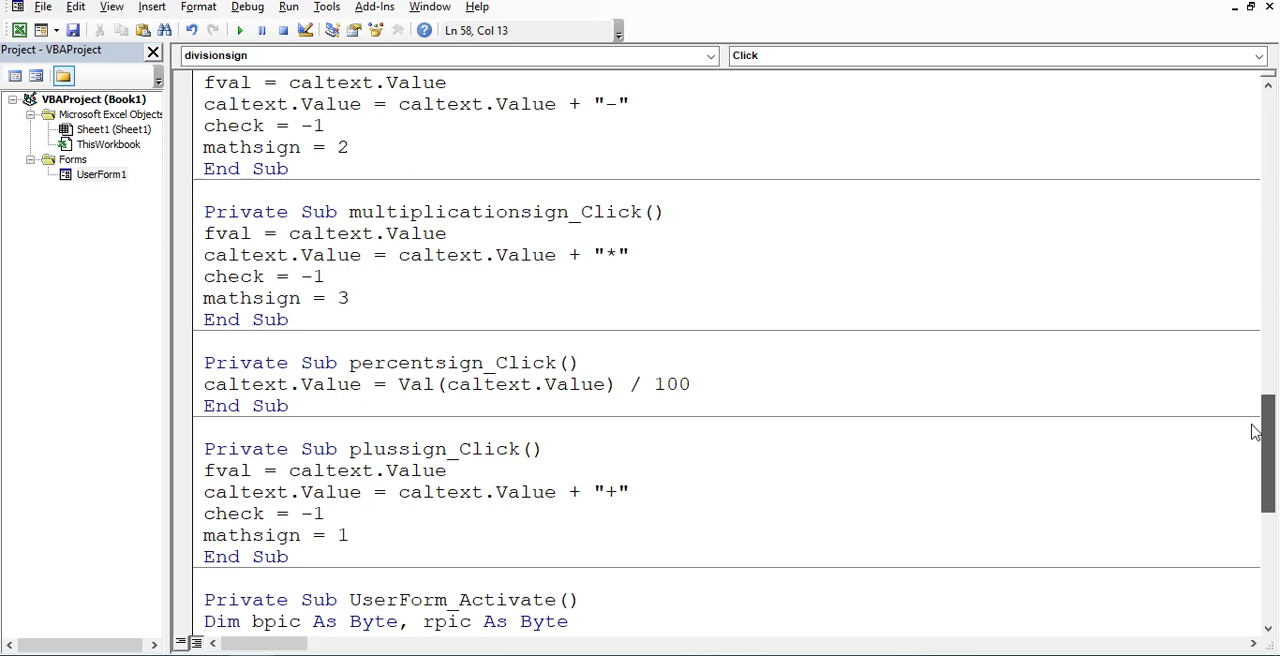 File Edit View Insert Format Debug Run Tools Add-Ins Window Help
Ln 58, Col 13
Project - VBAProject
divisionsign
Click
VBAProject (Book1)
Microsoft Excel Objects
Sheet1 (Sheet1)
ThisWorkbook
Forms
UserForm1
fval = caltext.Value
caltext.Value = caltext.Value + "-"
check = -1
mathsign = 2
End Sub
Private Sub multiplicationsign_Click()
fval = caltext.Value
caltext.Value = caltext.Value + "*"
check = -1
mathsign = 3
End Sub
Private Sub percentsign_Click()
caltext.Value = Val(caltext.Value) / 100
End Sub
Private Sub plussign_Click()
fval = caltext.Value
caltext.Value = caltext.Value + "+"
check = -1
mathsign = 1
End Sub
Private Sub UserForm_Activate()
Dim bpic As Byte, rpic As Byte